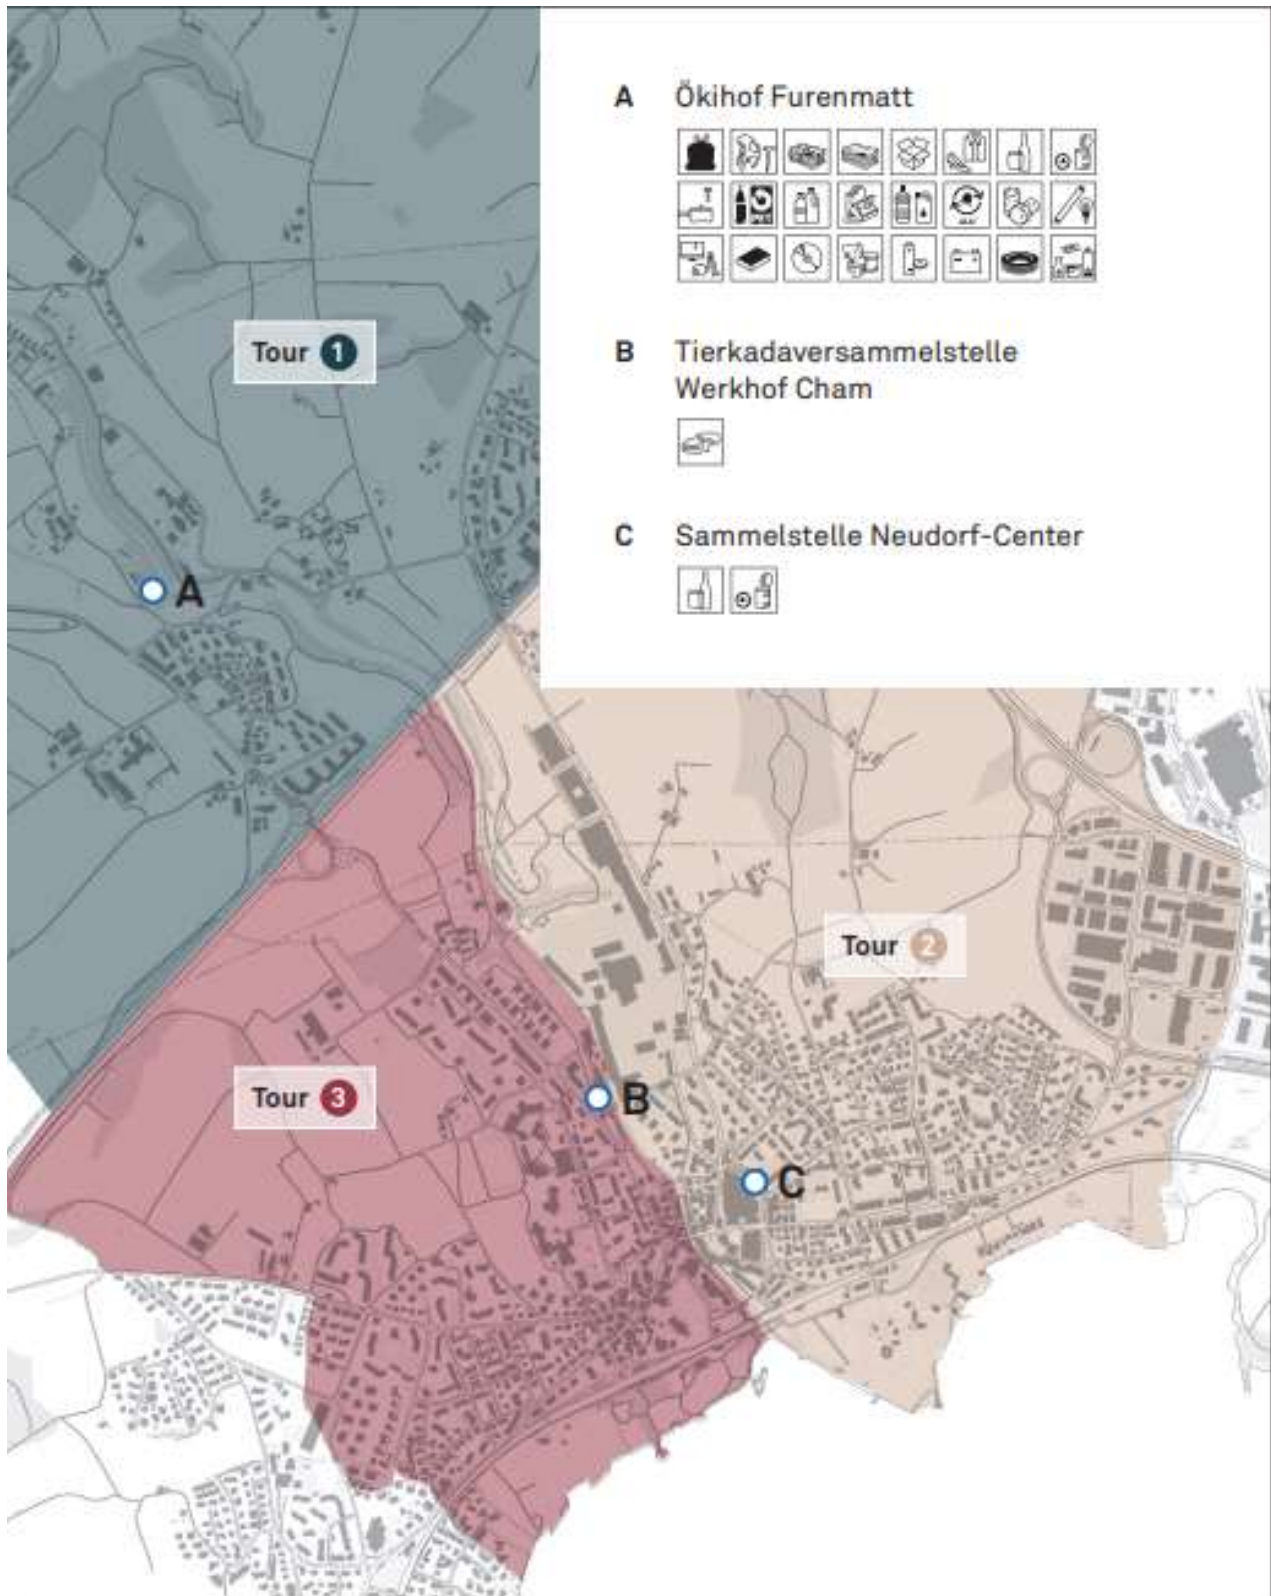 A Ökihof Furenmatt
B Tierkadaversammelstelle
Werkhof Cham
C Sammelstelle Neudorf-Center
Tour 1
A
Tour 2
Tour 3
B
C